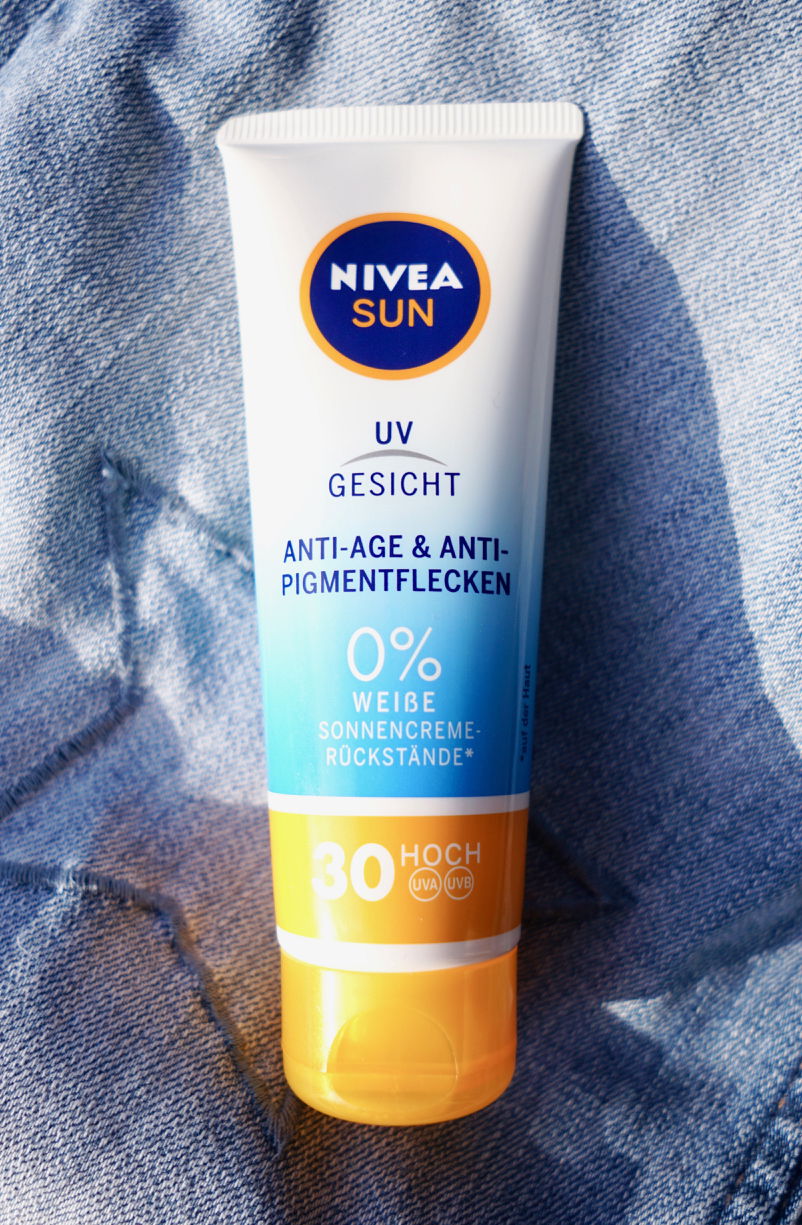 NIVEA
SUN
UV
GESICHT
ANTI-AGE & ANTI-
PIGMENTFLECKEN
0%
WEIßE
SONNENCREME-
RÜCKSTÄNDE*
*auf der Haut
30 HOCH
UVA UVB